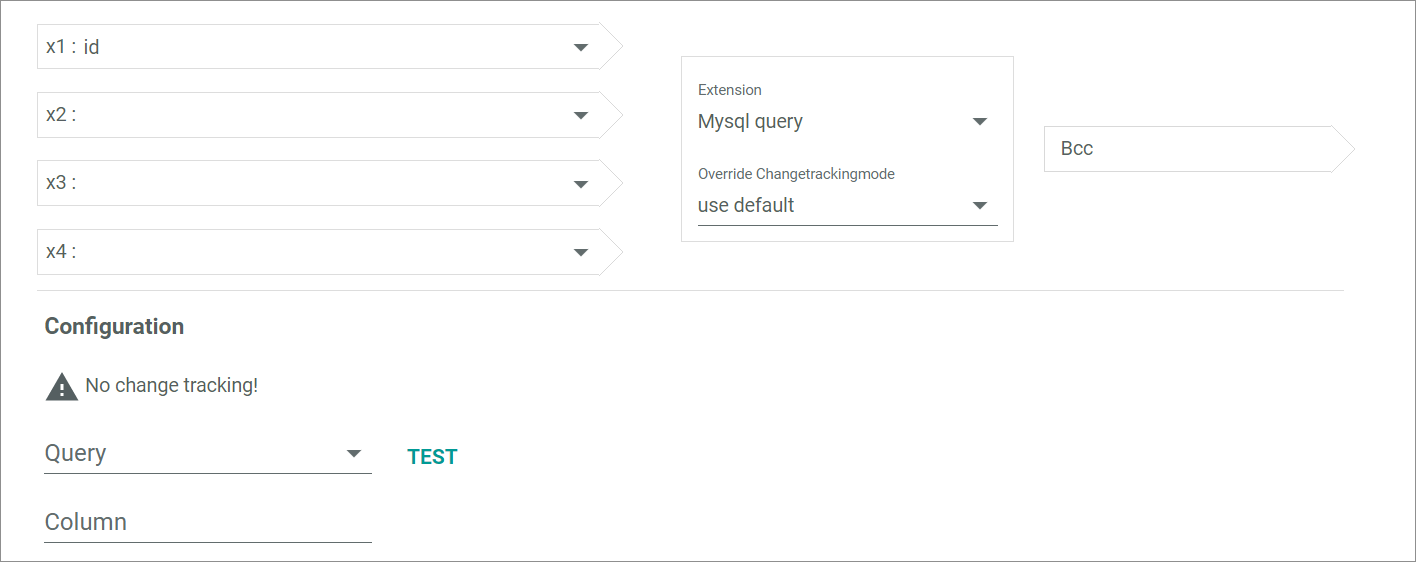 x1 : id
x2 :
x3 :
x4 :
Extension
Mysql query
Override Changetrackingmode
use default
Bcc
Configuration
No change tracking!
Query
TEST
Column